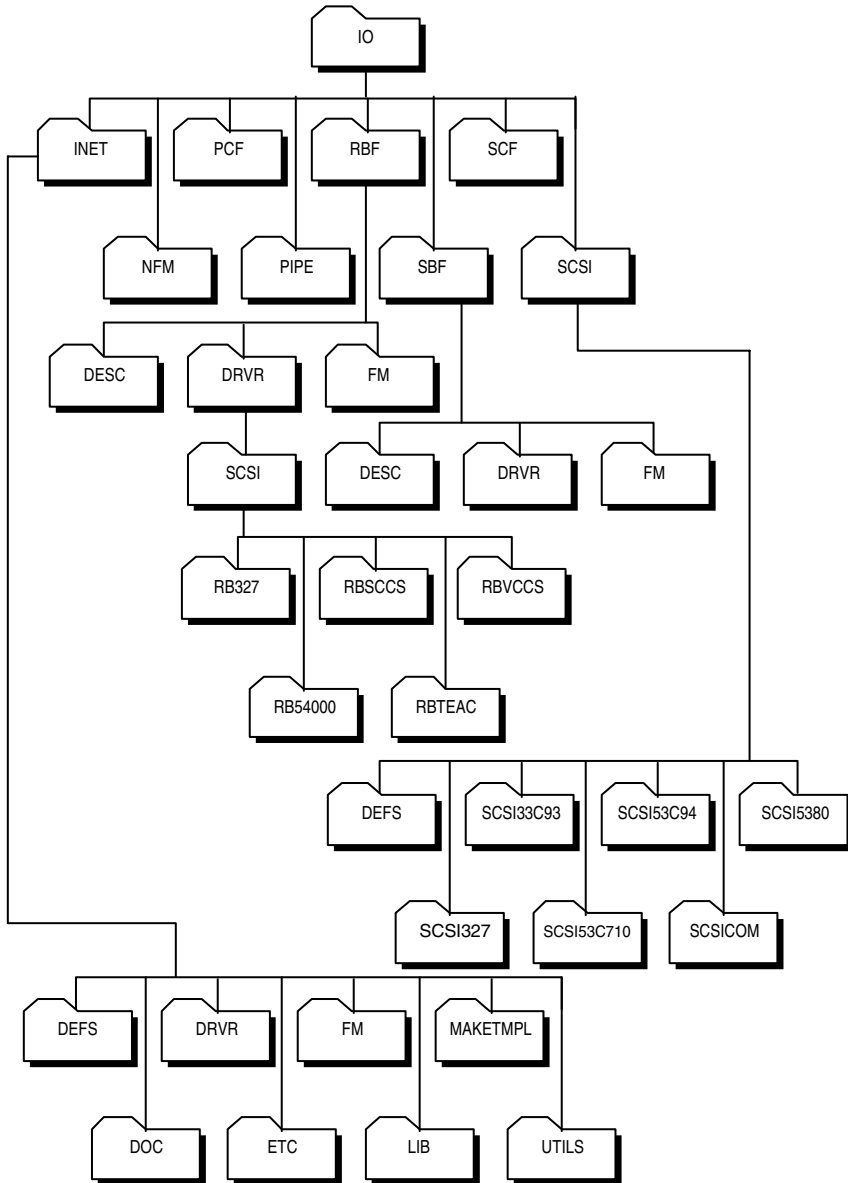 IO
INET
PCF
RBF
SCF
NFM
PIPE
SBF
SCSI
DESC
DRVR
FM
SCSI
DESC
DRVR
FM
RB327
RBSCCS
RBVCCS
RB54000
RBTEAC
DEFS
SCSI33C93
SCSI53C94
SCSI5380
SCSI327
SCSI53C710
SCSICOM
DEFS
DRVR
FM
MAKETMPL
DOC
ETC
LIB
UTILS